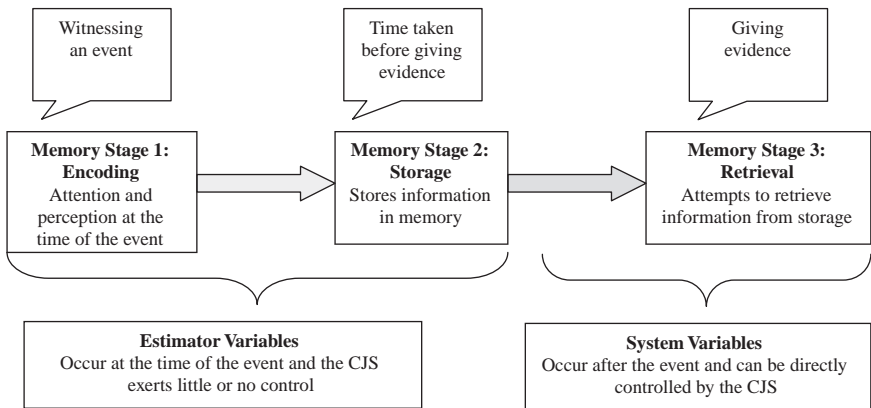 Witnessing
an event
Time taken
before giving
evidence
Giving
evidence
Memory Stage 1:
Encoding
Attention and
perception at the
time of the event
Memory Stage 2:
Storage
Stores information
in memory
Memory Stage 3:
Retrieval
Attempts to retrieve
information from storage
Estimator Variables
Occur at the time of the event and the CJS
exerts little or no control
System Variables
Occur after the event and can be directly
controlled by the CJS